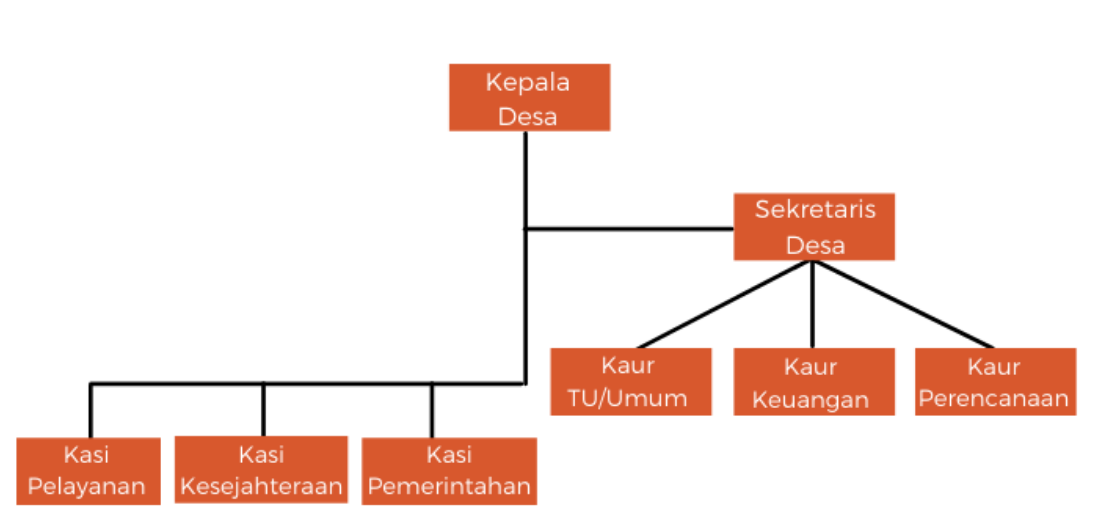 Kepala
Desa
Sekretaris
Desa
Kaur
TU/Umum
Kaur
Keuangan
Kaur
Perencanaan
Kasi
Pelayanan
Kasi
Kesejahteraan
Kasi
Pemerintahan